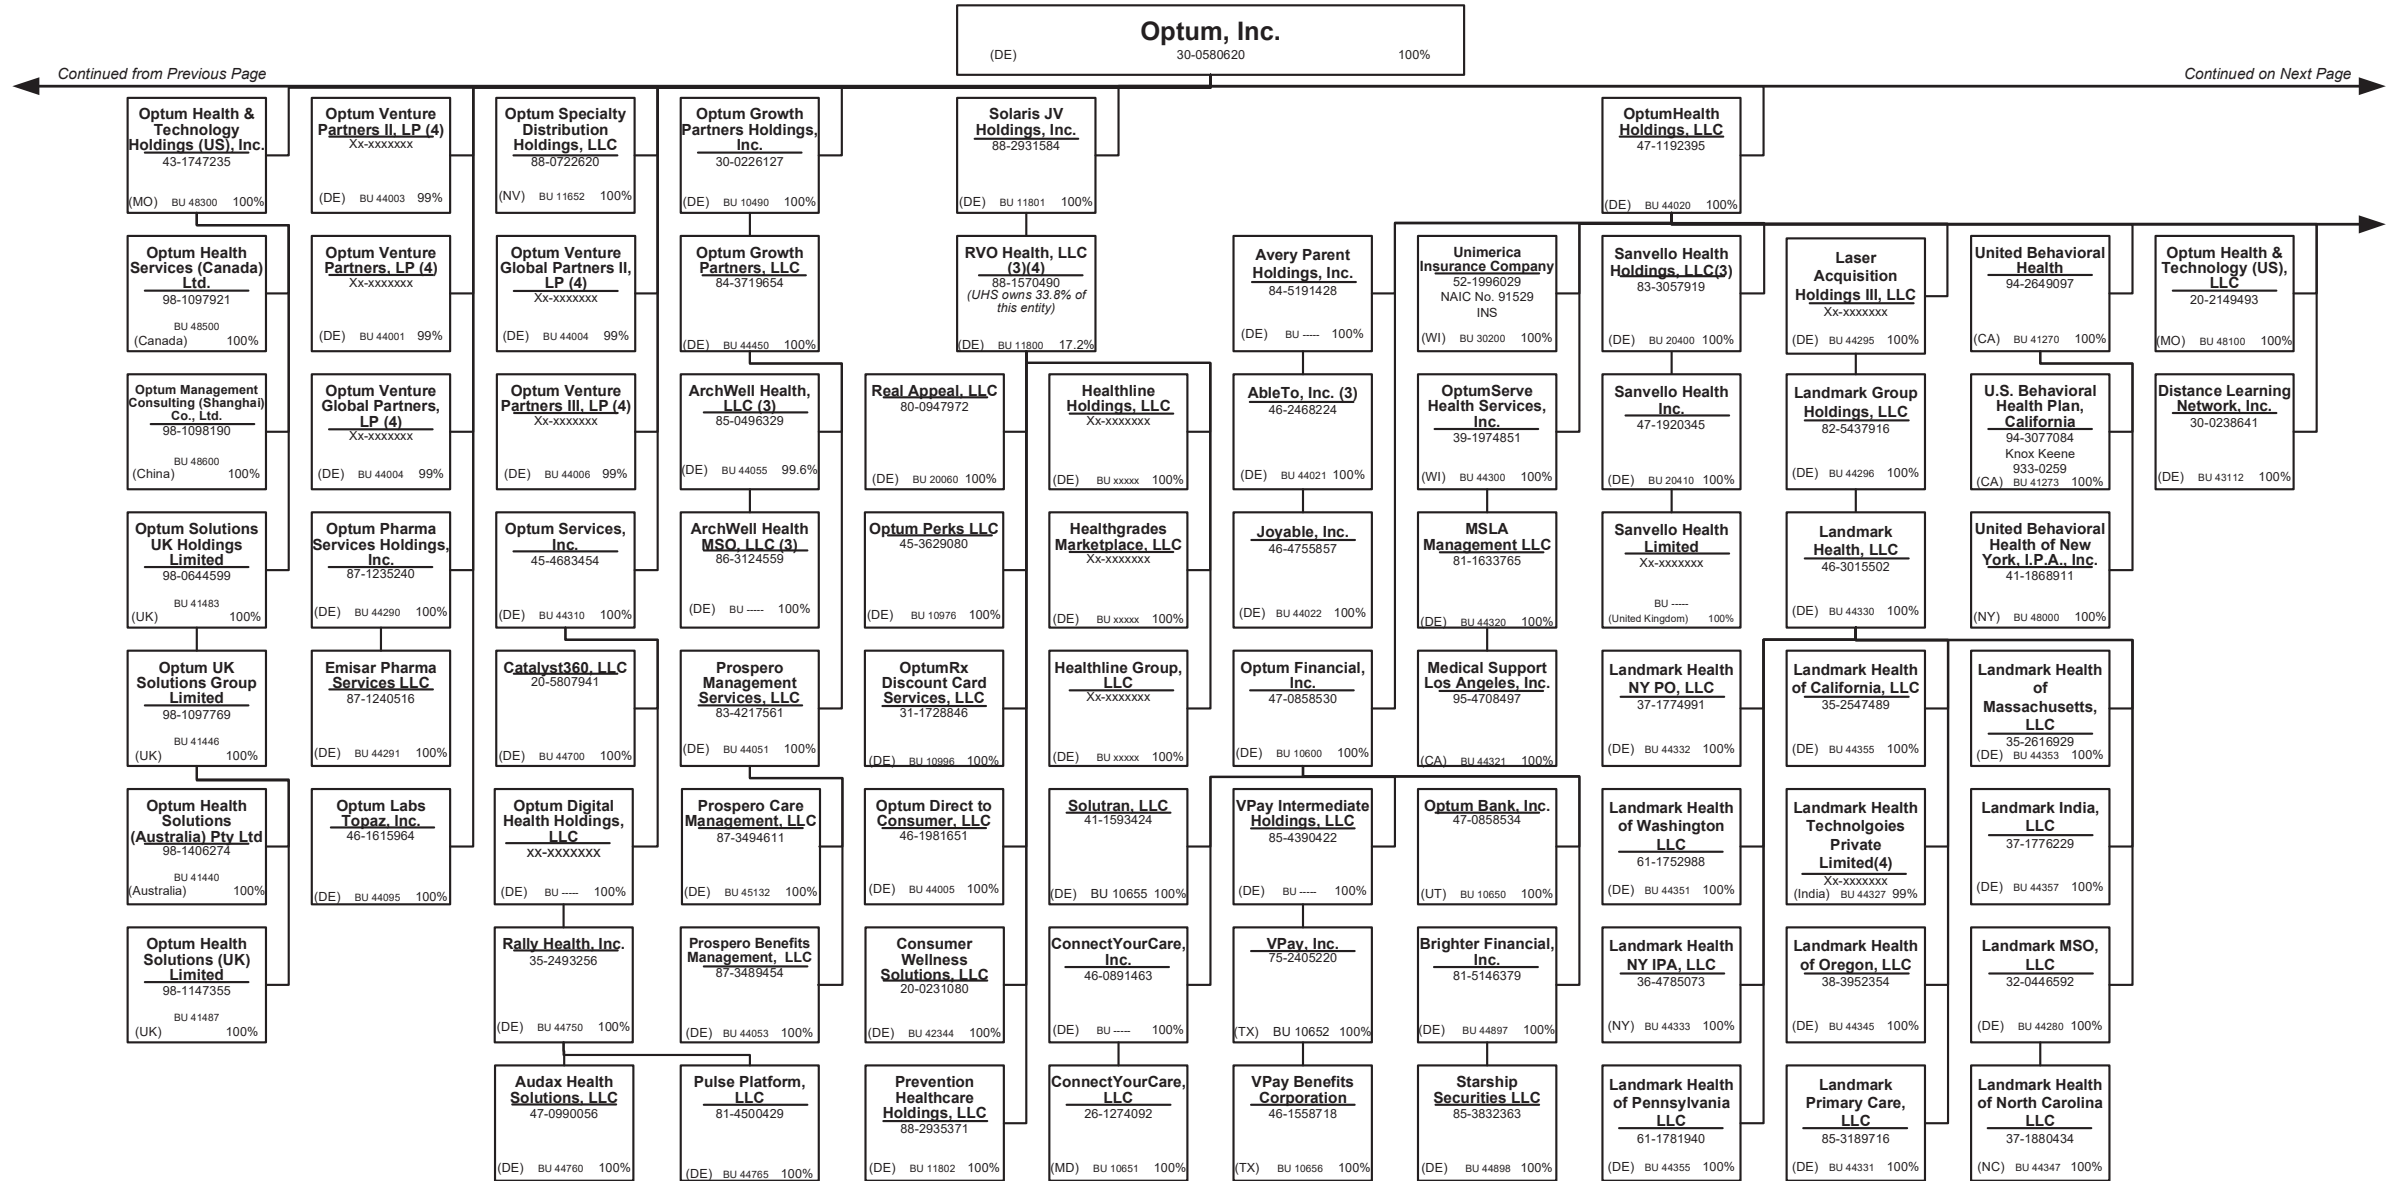 Optum, Inc.
(DE) 30-0580620 100%
Continued from Previous Page
Continued on Next Page
Optum Health &
Technology
Holdings (US), Inc.
43-1747235
(MO) BU 48300 100%
Optum Venture
Partners II, LP (4)
Xx-xxxxxxx
(DE) BU 44003 99%
Optum Specialty
Distribution
Holdings, LLC
88-0722620
(NV) BU 11652 100%
Optum Growth
Partners Holdings,
Inc.
30-0226127
(DE) BU 10490 100%
Solaris JV
Holdings, Inc.
88-2931584
(DE) BU 11801 100%
OptumHealth
Holdings, LLC
47-1192395
(DE) BU 44020 100%
Optum Health
Services (Canada)
Ltd.
98-1097921
BU 48500
(Canada) 100%
Optum Venture
Partners, LP (4)
Xx-xxxxxxx
(DE) BU 44001 99%
Optum Venture
Global Partners II,
LP (4)
Xx-xxxxxxx
(DE) BU 44004 99%
Optum Growth
Partners, LLC
84-3719654
(DE) BU 44450 100%
RVO Health, LLC
(3)(4)
88-1570490
(UHS owns 33.8% of
this entity)
(DE) BU 11800 17.2%
Avery Parent
Holdings, Inc.
84-5191428
(DE) BU ----- 100%
Unimerica
Insurance Company
52-1996029
NAIC No. 91529
INS
(WI) BU 30200 100%
Sanvello Health
Holdings, LLC(3)
83-3057919
(DE) BU 20400 100%
Laser
Acquisition
Holdings III, LLC
Xx-xxxxxxx
(DE) BU 44295 100%
United Behavioral
Health
94-2649097
(CA) BU 41270 100%
Optum Health &
Technology (US),
LLC
20-2149493
(MO) BU 48100 100%
Optum Management
Consulting (Shanghai)
Co., Ltd.
98-1098190
BU 48600
(China) 100%
Optum Venture
Global Partners,
LP (4)
Xx-xxxxxxx
(DE) BU 44004 99%
Optum Venture
Partners III, LP (4)
Xx-xxxxxxx
(DE) BU 44006 99%
ArchWell Health,
LLC (3)
85-0496329
(DE) BU 44055 99.6%
Real Appeal, LLC
80-0947972
(DE) BU 20060 100%
Healthline
Holdings, LLC
Xx-xxxxxxx
(DE) BU xxxxx 100%
AbleTo, Inc. (3)
46-2468224
(DE) BU 44021 100%
OptumServe
Health Services,
Inc.
39-1974851
(WI) BU 44300 100%
Sanvello Health
Inc.
47-1920345
(DE) BU 20410 100%
Landmark Group
Holdings, LLC
82-5437916
(DE) BU 44296 100%
U.S. Behavioral
Health Plan,
California
94-3077084
Knox Keene
933-0259
(CA) BU 41273 100%
Distance Learning
Network, Inc.
30-0238641
(DE) BU 43112 100%
Optum Solutions
UK Holdings
Limited
98-0644599
BU 41483
(UK) 100%
Optum Pharma
Services Holdings,
Inc.
87-1235240
(DE) BU 44290 100%
Optum Services,
Inc.
45-4683454
(DE) BU 44310 100%
ArchWell Health
MSO, LLC (3)
86-3124559
(DE) BU ----- 100%
Optum Perks LLC
45-3629080
(DE) BU 10976 100%
Healthgrades
Marketplace, LLC
Xx-xxxxxxx
(DE) BU xxxxx 100%
Joyable, Inc.
46-4755857
(DE) BU 44022 100%
MSLA
Management LLC
81-1633765
(DE) BU 44320 100%
Sanvello Health
Limited
Xx-xxxxxxx
BU -----
(United Kingdom) 100%
Landmark
Health, LLC
46-3015502
(DE) BU 44330 100%
United Behavioral
Health of New
York, I.P.A., Inc.
41-1868911
(NY) BU 48000 100%
Optum UK
Solutions Group
Limited
98-1097769
BU 41446
(UK) 100%
Emisar Pharma
Services LLC
87-1240516
(DE) BU 44291 100%
Catalyst360, LLC
20-5807941
(DE) BU 44700 100%
Prospero
Management
Services, LLC
83-4217561
(DE) BU 44051 100%
OptumRx
Discount Card
Services, LLC
31-1728846
(DE) BU 10996 100%
Healthline Group,
LLC
Xx-xxxxxxx
(DE) BU xxxxx 100%
Optum Financial,
Inc.
47-0858530
(DE) BU 10600 100%
Medical Support
Los Angeles, Inc.
95-4708497
(CA) BU 44321 100%
Landmark Health
NY PO, LLC
37-1774991
(DE) BU 44332 100%
Landmark Health
of California, LLC
35-2547489
(DE) BU 44355 100%
Landmark Health
of
Massachusetts,
LLC
35-2616929
(DE) BU 44353 100%
Optum Health
Solutions
(Australia) Pty Ltd
98-1406274
BU 41440
(Australia) 100%
Optum Labs
Topaz, Inc.
46-1615964
(DE) BU 44095 100%
Optum Digital
Health Holdings,
LLC
xx-xxxxxxx
(DE) BU ----- 100%
Prospero Care
Management, LLC
87-3494611
(DE) BU 45132 100%
Optum Direct to
Consumer, LLC
46-1981651
(DE) BU 44005 100%
Solutran, LLC
41-1593424
(DE) BU 10655 100%
VPay Intermediate
Holdings, LLC
85-4390422
(DE) BU ----- 100%
Optum Bank, Inc.
47-0858534
(UT) BU 10650 100%
Landmark Health
of Washington
LLC
61-1752988
(DE) BU 44351 100%
Landmark Health
Technolgoies
Private
Limited(4)
Xx-xxxxxxx
(India) BU 44327 99%
Landmark India,
LLC
37-1776229
(DE) BU 44357 100%
Optum Health
Solutions (UK)
Limited
98-1147355
BU 41487
(UK) 100%
Rally Health, Inc.
35-2493256
(DE) BU 44750 100%
Prospero Benefits
Management, LLC
87-3489454
(DE) BU 44053 100%
Consumer
Wellness
Solutions, LLC
20-0231080
(DE) BU 42344 100%
ConnectYourCare,
Inc.
46-0891463
(DE) BU ----- 100%
VPay, Inc.
75-2405220
(TX) BU 10652 100%
Brighter Financial,
Inc.
81-5146379
(DE) BU 44897 100%
Landmark Health
NY IPA, LLC
36-4785073
(NY) BU 44333 100%
Landmark Health
of Oregon, LLC
38-3952354
(DE) BU 44345 100%
Landmark MSO,
LLC
32-0446592
(DE) BU 44280 100%
Audax Health
Solutions, LLC
47-0990056
(DE) BU 44760 100%
Pulse Platform,
LLC
81-4500429
(DE) BU 44765 100%
Prevention
Healthcare
Holdings, LLC
88-2935371
(DE) BU 11802 100%
ConnectYourCare,
LLC
26-1274092
(MD) BU 10651 100%
VPay Benefits
Corporation
46-1558718
(TX) BU 10656 100%
Starship
Securities LLC
85-3832363
(DE) BU 44898 100%
Landmark Health
of Pennsylvania
LLC
61-1781940
(DE) BU 44355 100%
Landmark
Primary Care,
LLC
85-3189716
(DE) BU 44331 100%
Landmark Health
of North Carolina
LLC
37-1880434
(NC) BU 44347 100%